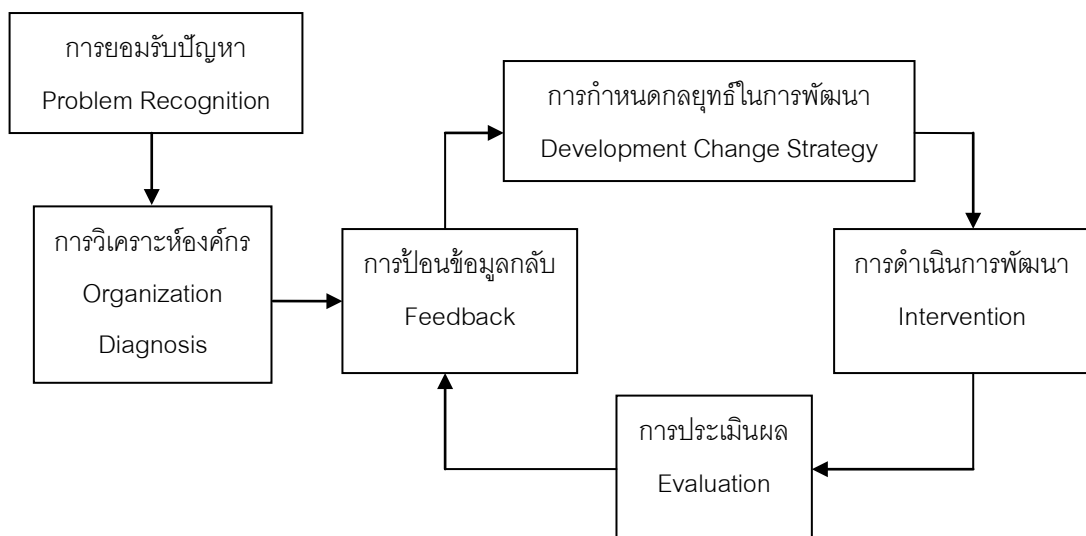 การยอมรับปัญหา
Problem Recognition
การกำหนดกลยุทธ์ในการพัฒนา
Development Change Strategy
การวิเคราะห์องค์กร
Organization
Diagnosis
การป้อนข้อมูลกลับ
Feedback
การดำเนินการพัฒนา
Intervention
การประเมินผล
Evaluation